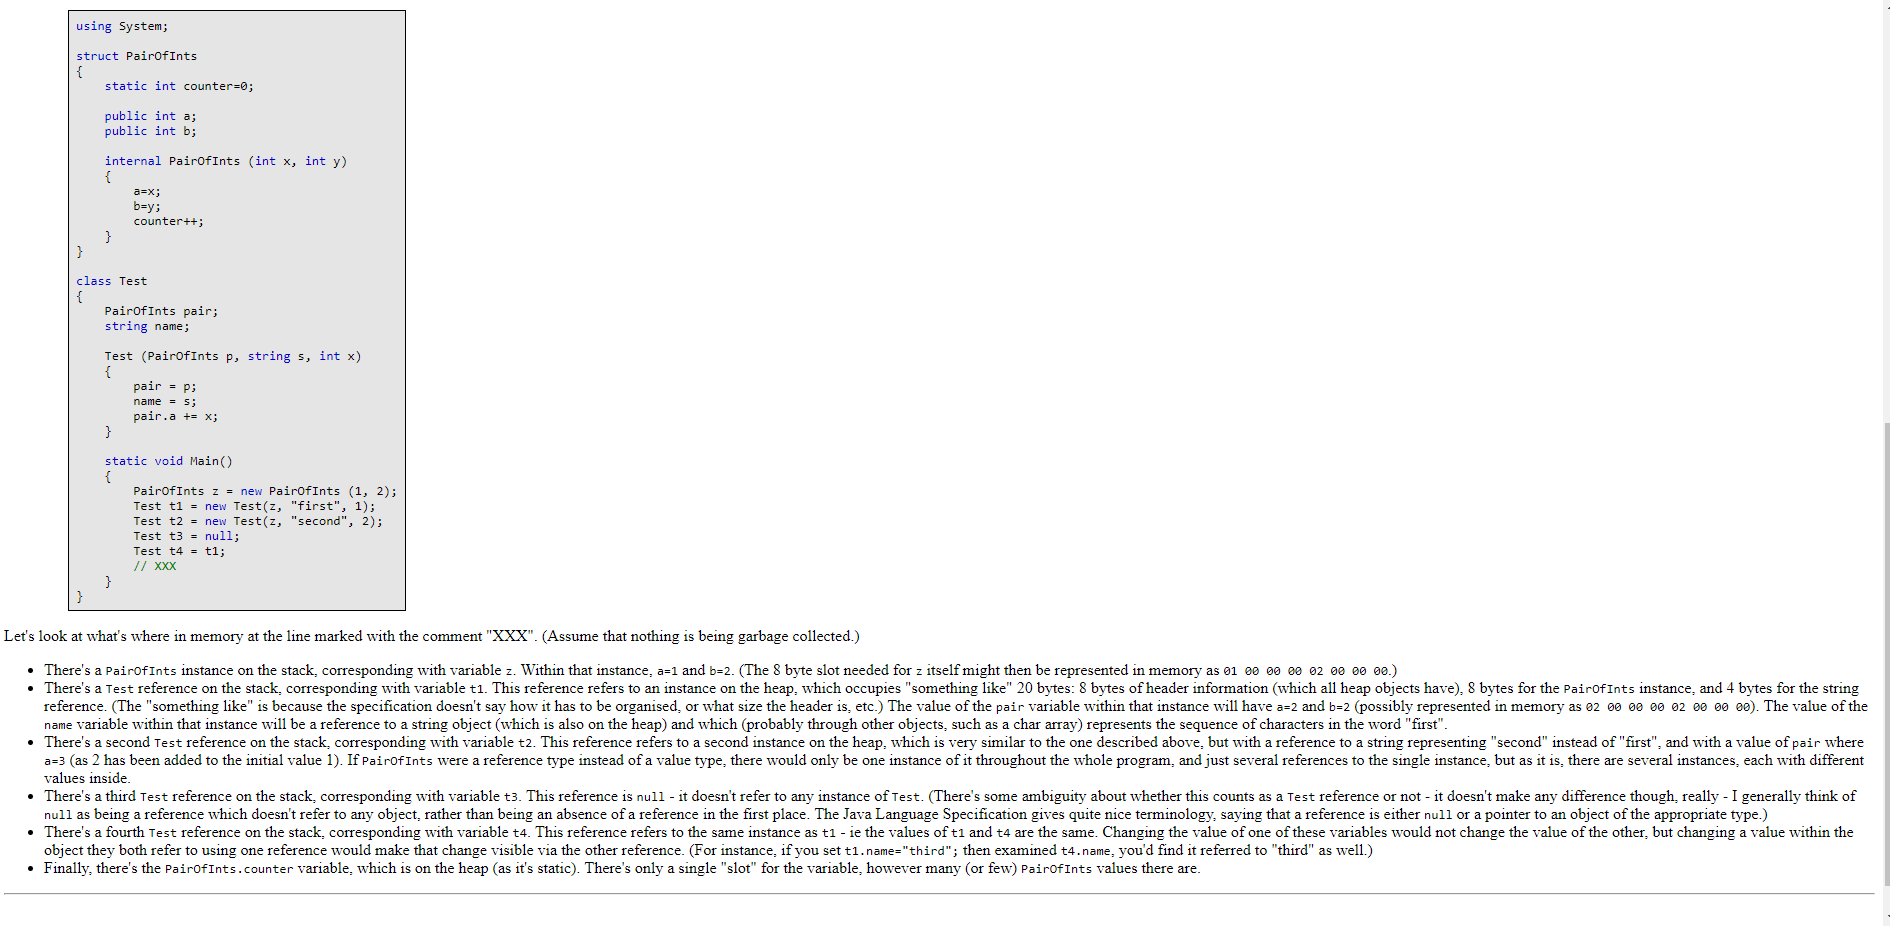 using System;
struct PairOfInts
{
static int counter=0;
public int a;
public int b;
internal PairOfInts (int x, int y)
{
a=x;
b=y;
counter++;
}
}
class Test
{
PairOfInts pair;
string name;
Test (PairOfInts p, string s, int x)
{
pair = p;
name = s;
pair.a += x;
}
static void Main()
{
PairOfInts z = new PairOfInts (1, 2);
Test t1 = new Test(z, "first", 1);
Test t2 = new Test(z, "second", 2);
Test t3 = null;
Test t4 = t1;
// XXX
}
}
Let's look at what's where in memory at the line marked with the comment "XXX". (Assume that nothing is being garbage collected.)
• There's a PairOfInts instance on the stack, corresponding with variable z. Within that instance, a=1 and b=2. (The 8 byte slot needed for z itself might then be represented in memory as 01 00 00 00 02 00 00 00.)
• There's a Test reference on the stack, corresponding with variable t1. This reference refers to an instance on the heap, which occupies "something like" 20 bytes: 8 bytes of header information (which all heap objects have), 8 bytes for the PairOfInts instance, and 4 bytes for the string
reference. (The "something like" is because the specification doesn't say how it has to be organised, or what size the header is, etc.) The value of the pair variable within that instance will have a=2 and b=2 (possibly represented in memory as 02 00 00 00 02 00 00 00). The value of the
name variable within that instance will be a reference to a string object (which is also on the heap) and which (probably through other objects, such as a char array) represents the sequence of characters in the word "first".
• There's a second Test reference on the stack, corresponding with variable t2. This reference refers to a second instance on the heap, which is very similar to the one described above, but with a reference to a string representing "second" instead of "first", and with a value of pair where
a=3 (as 2 has been added to the initial value 1). If PairOfInts were a reference type instead of a value type, there would only be one instance of it throughout the whole program, and just several references to the single instance, but as it is, there are several instances, each with different
values inside.
• There's a third Test reference on the stack, corresponding with variable t3. This reference is null - it doesn't refer to any instance of Test. (There's some ambiguity about whether this counts as a Test reference or not - it doesn't make any difference though, really - I generally think of
null as being a reference which doesn't refer to any object, rather than being an absence of a reference in the first place. The Java Language Specification gives quite nice terminology, saying that a reference is either null or a pointer to an object of the appropriate type.)
• There's a fourth Test reference on the stack, corresponding with variable t4. This reference refers to the same instance as t1 - ie the values of t1 and t4 are the same. Changing the value of one of these variables would not change the value of the other, but changing a value within the
object they both refer to using one reference would make that change visible via the other reference. (For instance, if you set t1.name="third"; then examined t4.name, you'd find it referred to "third" as well.)
• Finally, there's the PairOfInts.counter variable, which is on the heap (as it's static). There's only a single "slot" for the variable, however many (or few) PairOfInts values there are.